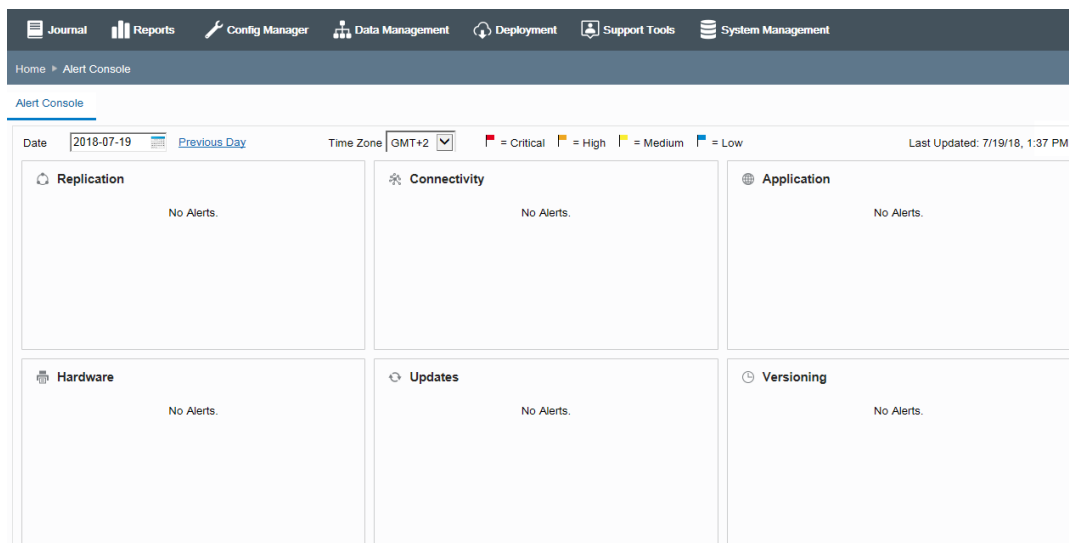 Journal Reports Config Manager Data Management Deployment Support Tools System Management
Home Alert Console
Alert Console
Date 2018-07-19 Previous Day Time Zone GMT+2 = Critical = High = Medium = Low Last Updated: 7/19/18, 1:37 PM
Replication Connectivity Application
No Alerts. No Alerts. No Alerts.
Hardware Updates Versioning
No Alerts. No Alerts. No Alerts.